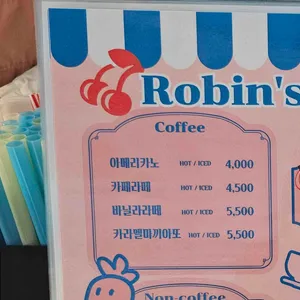 Robin's
Coffee
아메리카노 HOT / ICED 4,000
카페라떼 HOT / ICED 4,500
바닐라라떼 HOT / ICED 5,500
카라멜마끼아또 HOT / ICED 5,500
Non-coffee